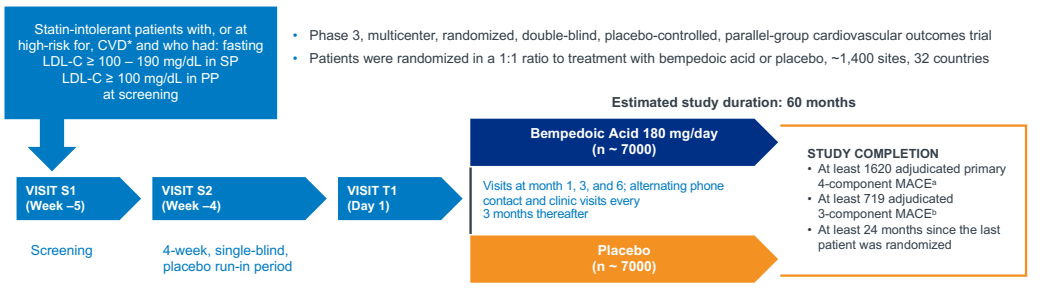 Statin-intolerant patients with, or at
high-risk for, CVD* and who had: fasting
LDL-C ≥ 100 – 190 mg/dL in SP
LDL-C ≥ 100 mg/dL in PP
at screening
• Phase 3, multicenter, randomized, double-blind, placebo-controlled, parallel-group cardiovascular outcomes trial
• Patients were randomized in a 1:1 ratio to treatment with bempedoic acid or placebo, ~1,400 sites, 32 countries
Estimated study duration: 60 months
VISIT S1
(Week –5)
Screening
VISIT S2
(Week –4)
4-week, single-blind,
placebo run-in period
VISIT T1
(Day 1)
Bempedoic Acid 180 mg/day
(n ~ 7000)
Visits at month 1, 3, and 6; alternating phone
contact and clinic visits every
3 months thereafter
Placebo
(n ~ 7000)
STUDY COMPLETION
• At least 1620 adjudicated primary
4-component MACEᵃ
• At least 719 adjudicated
3-component MACEᵇ
• At least 24 months since the last
patient was randomized